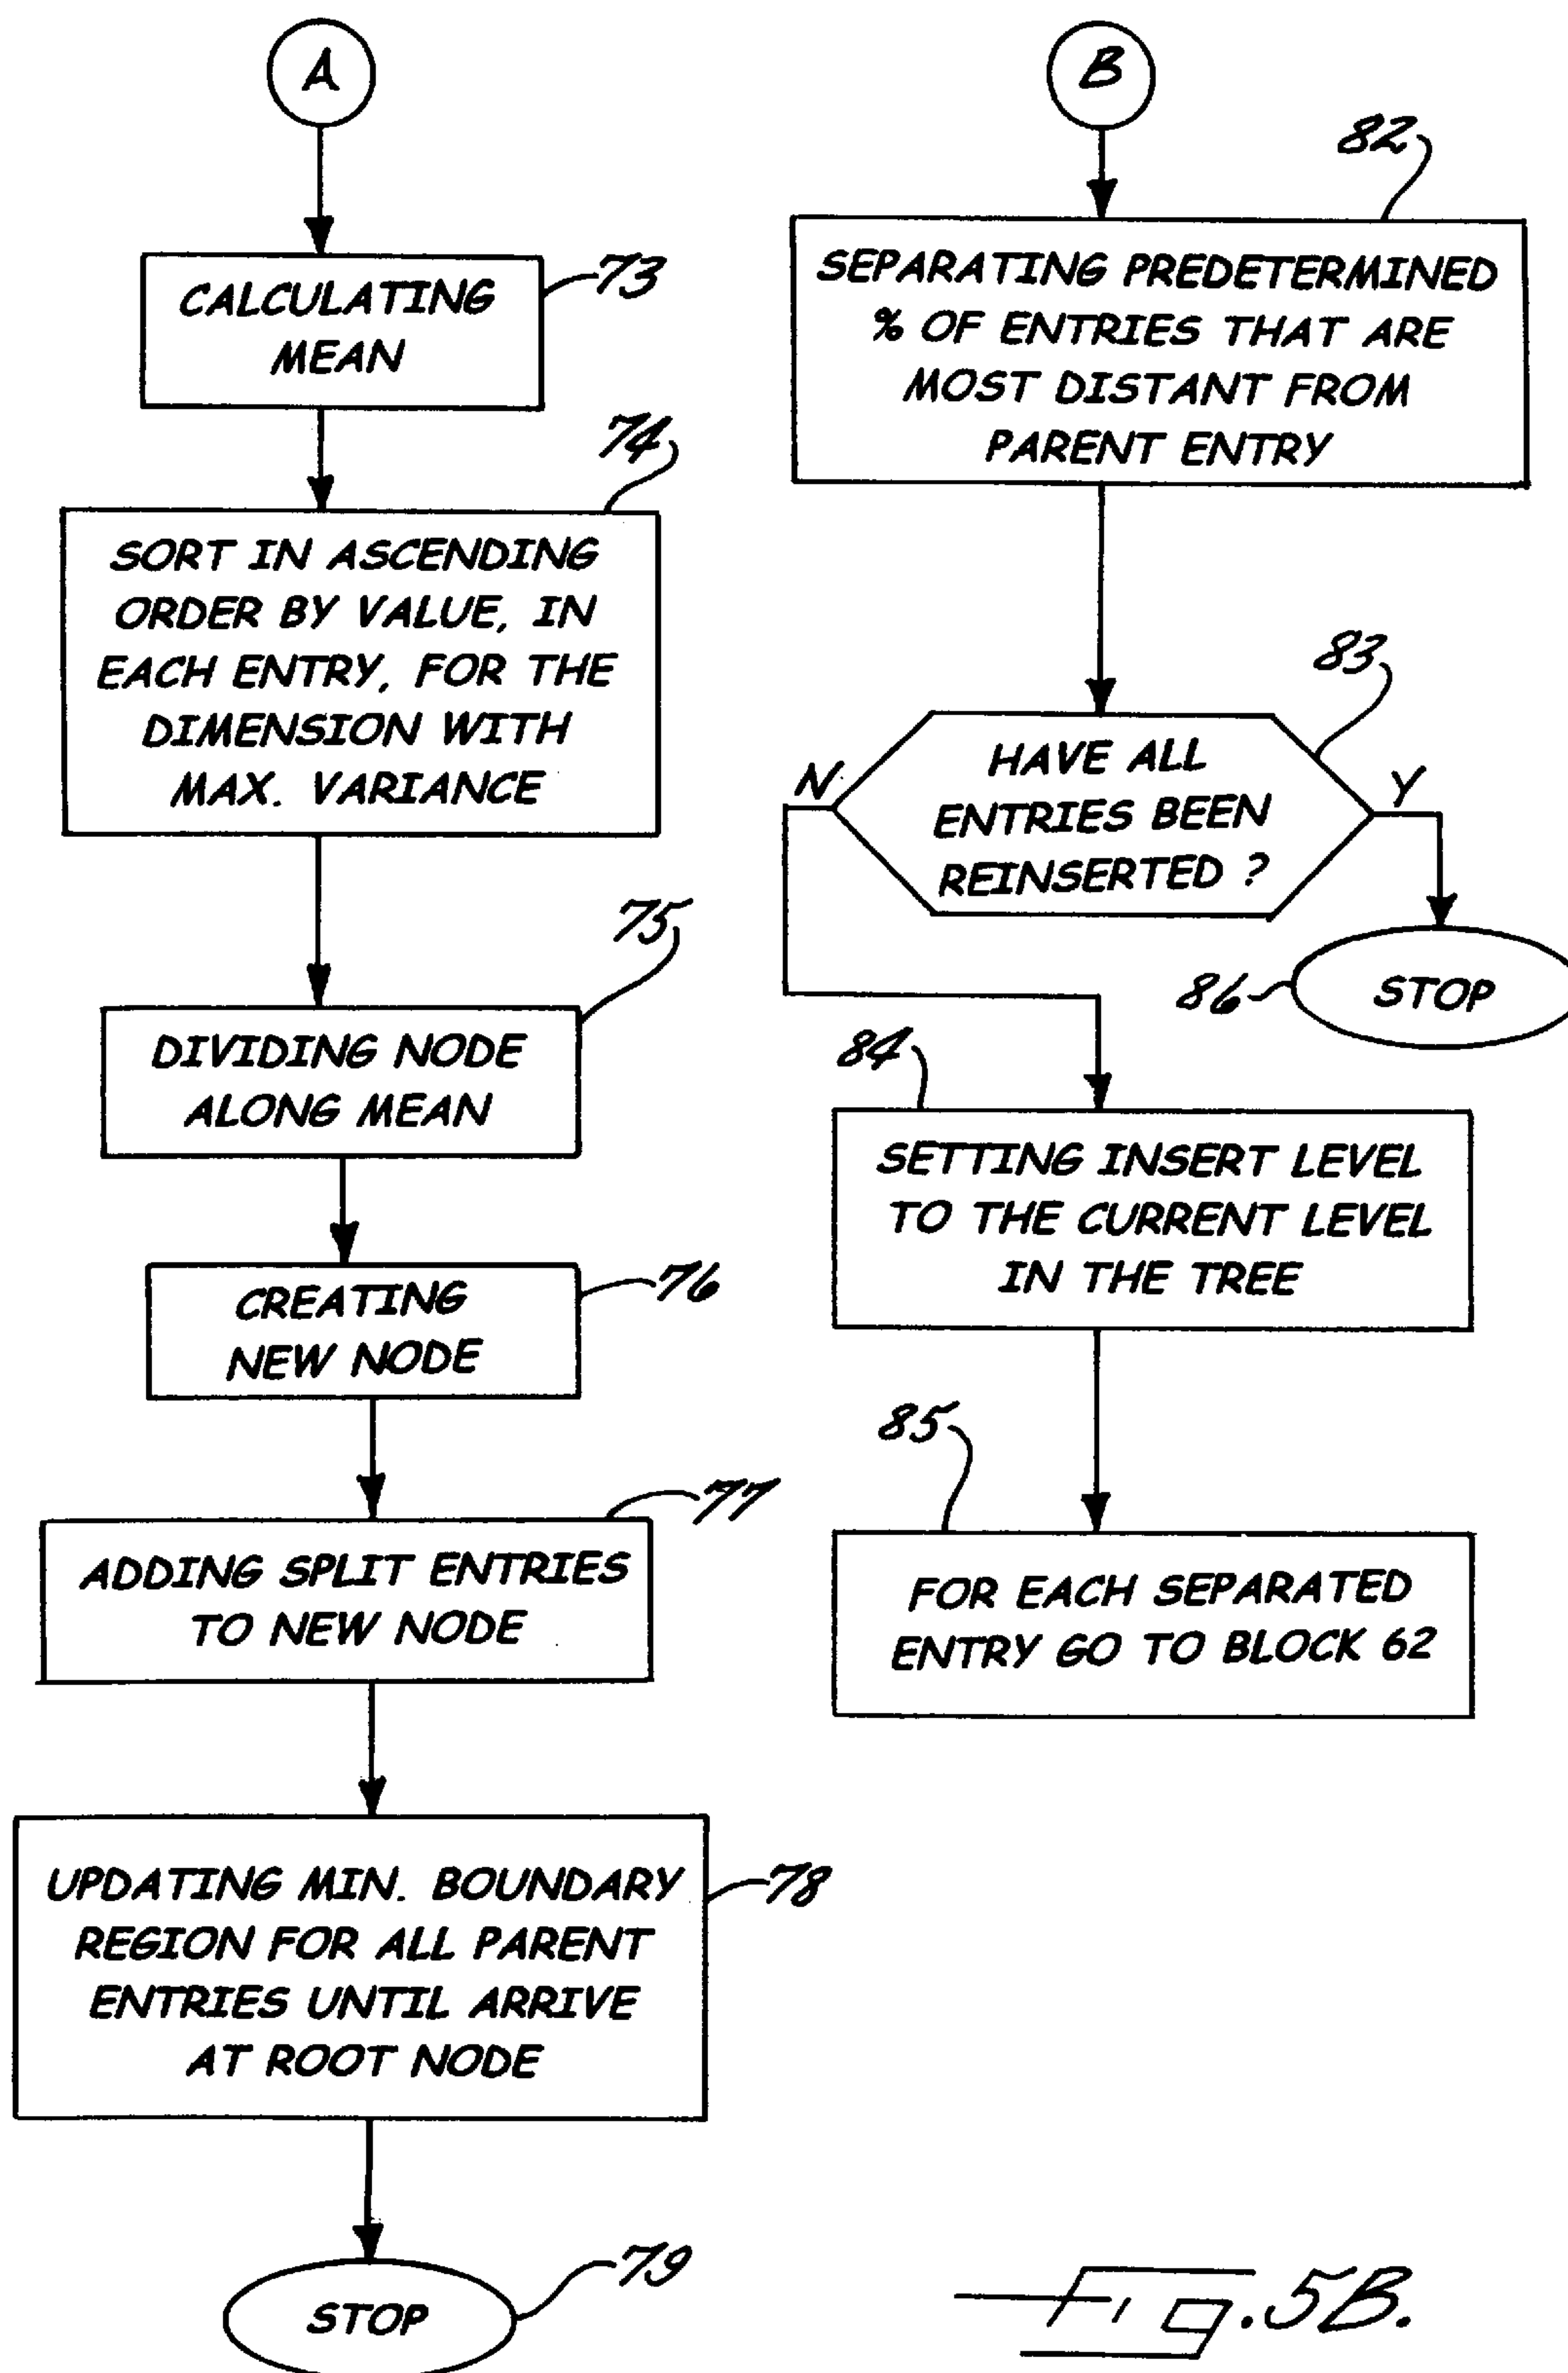 A
CALCULATING
MEAN
73
SORT IN ASCENDING
ORDER BY VALUE, IN
EACH ENTRY, FOR THE
DIMENSION WITH
MAX. VARIANCE
74
DIVIDING NODE
ALONG MEAN
75
CREATING
NEW NODE
76
ADDING SPLIT ENTRIES
TO NEW NODE
77
UPDATING MIN. BOUNDARY
REGION FOR ALL PARENT
ENTRIES UNTIL ARRIVE
AT ROOT NODE
78
STOP
79
B
82
SEPARATING PREDETERMINED
% OF ENTRIES THAT ARE
MOST DISTANT FROM
PARENT ENTRY
83
HAVE ALL
ENTRIES BEEN
REINSERTED ?
N
Y
STOP
86
84
SETTING INSERT LEVEL
TO THE CURRENT LEVEL
IN THE TREE
85
FOR EACH SEPARATED
ENTRY GO TO BLOCK 62
Fig. 5B.